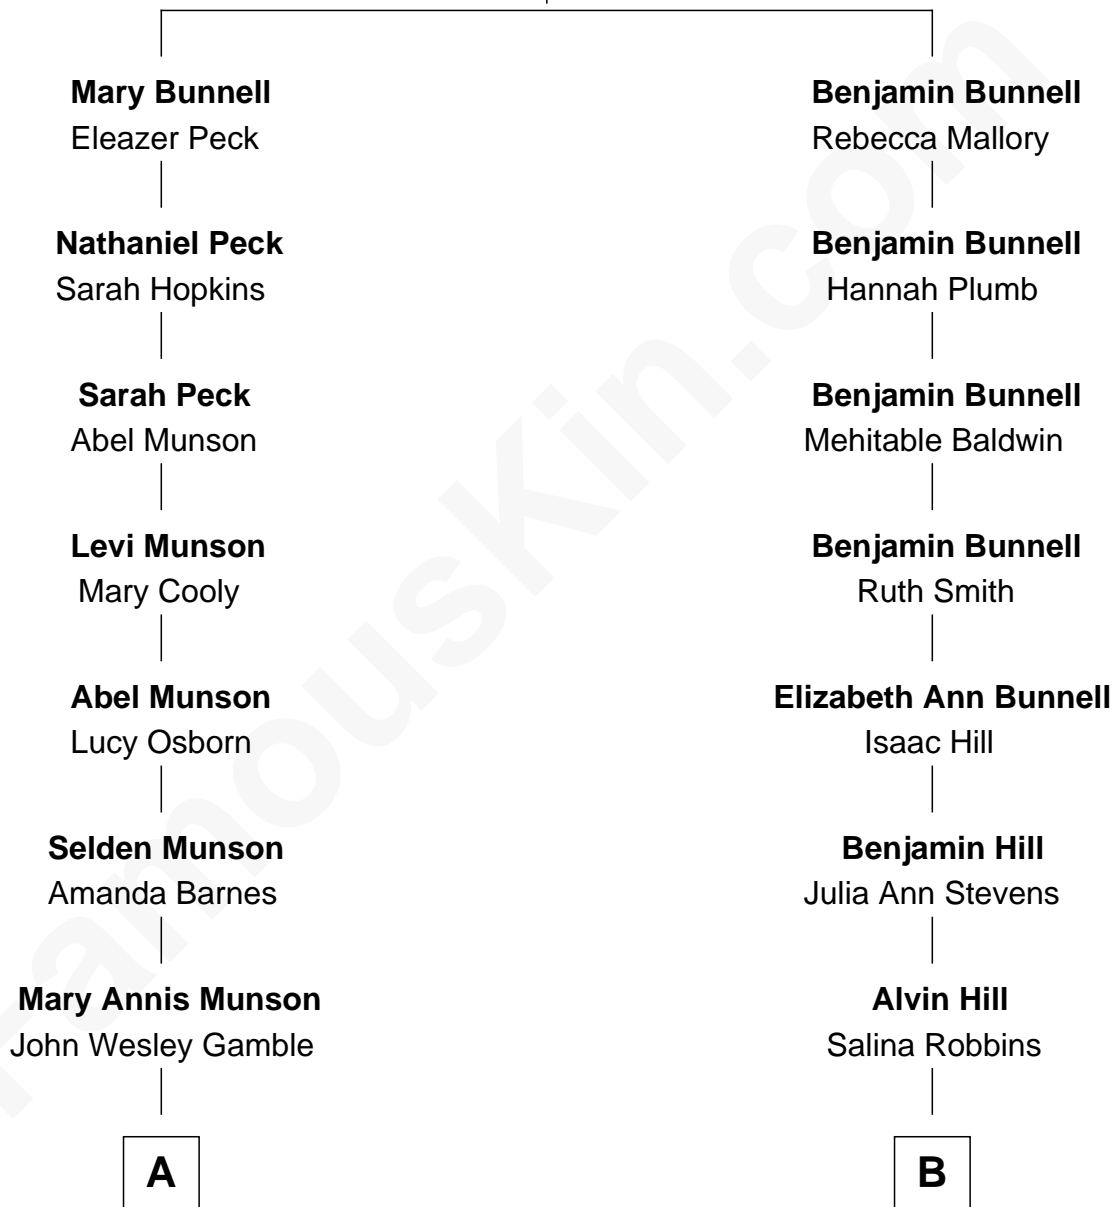 Mary Bunnell
Eleazer Peck
Nathaniel Peck
Sarah Hopkins
Sarah Peck
Abel Munson
Levi Munson
Mary Cooly
Abel Munson
Lucy Osborn
Selden Munson
Amanda Barnes
Mary Annis Munson
John Wesley Gamble
A
Benjamin Bunnell
Rebecca Mallory
Benjamin Bunnell
Hannah Plumb
Benjamin Bunnell
Mehitable Baldwin
Benjamin Bunnell
Ruth Smith
Elizabeth Ann Bunnell
Isaac Hill
Benjamin Hill
Julia Ann Stevens
Alvin Hill
Salina Robbins
B
FamousKin.com